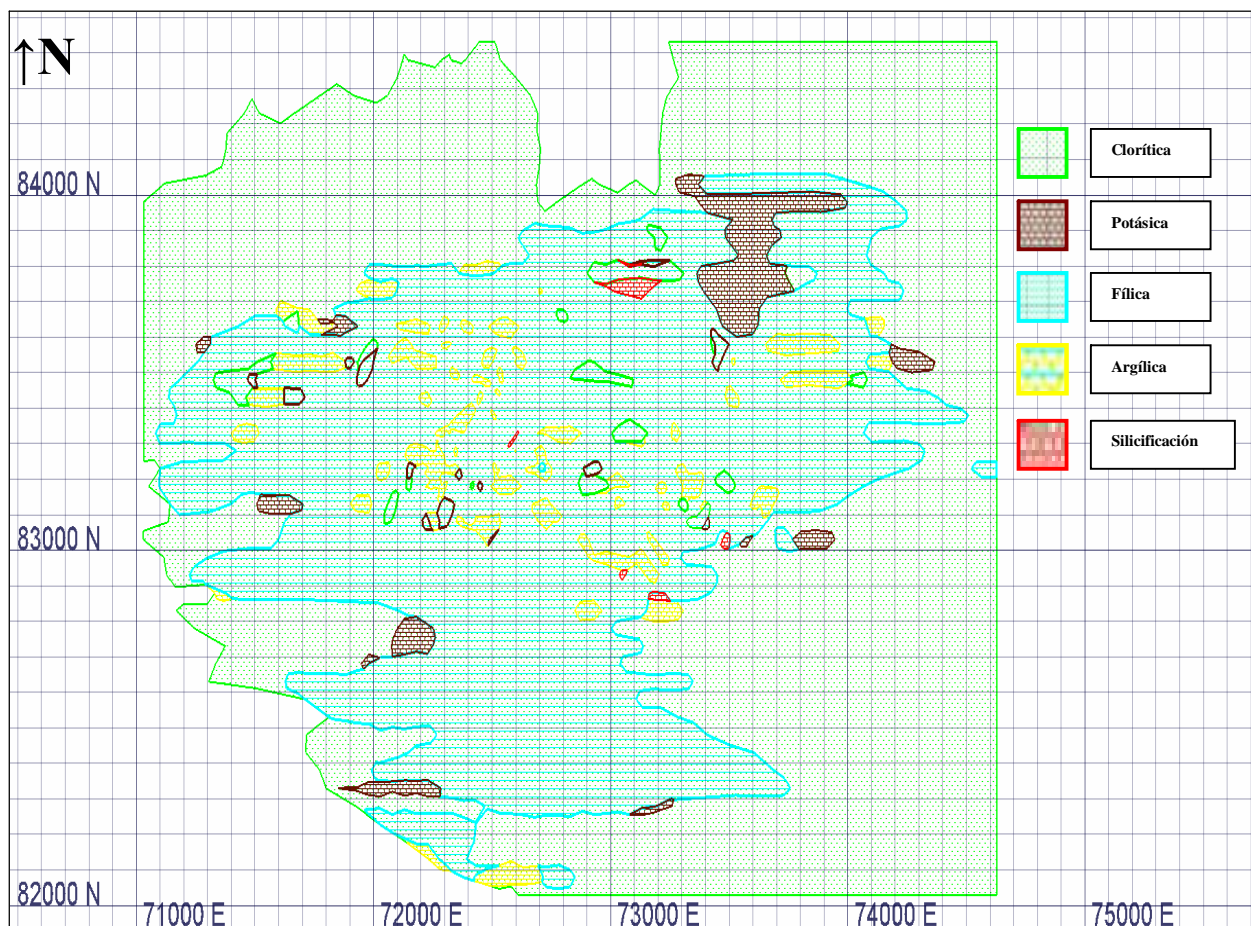 ↑N
84000 N
83000 N
82000 N
71000 E
72000 E
73000 E
74000 E
75000 E
Clorítica
Potásica
Fílica
Argílica
Silicificación